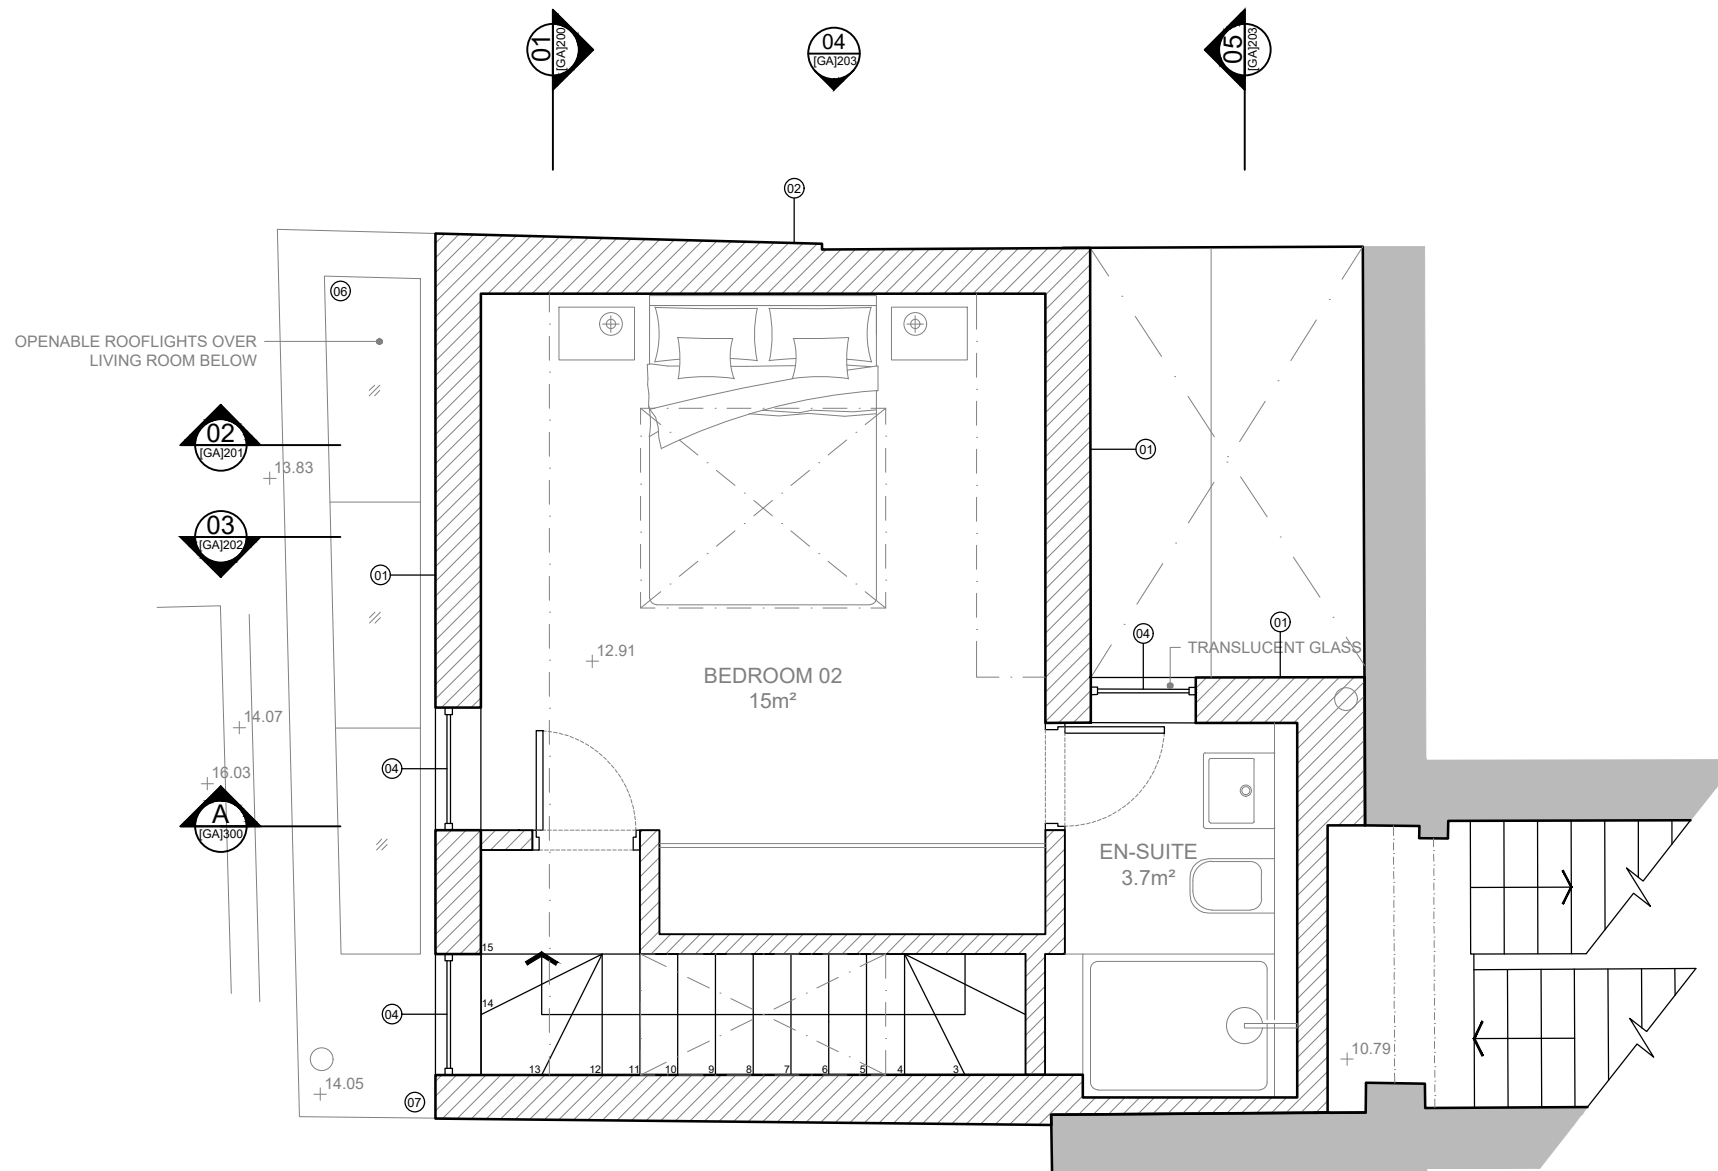 01
[GA]200
04
[GA]203
05
[GA]203
02
06
OPENABLE ROOFLIGHTS OVER
LIVING ROOM BELOW
02
[GA]201
13.83
03
[GA]202
01
01
01
04
TRANSLUCENT GLASS
12.91
BEDROOM 02
15m²
14.07
16.03
04
A
[GA]300
EN-SUITE
3.7m²
15
14
04
13
12
11
10
9
8
7
6
5
4
3
10.79
14.05
07